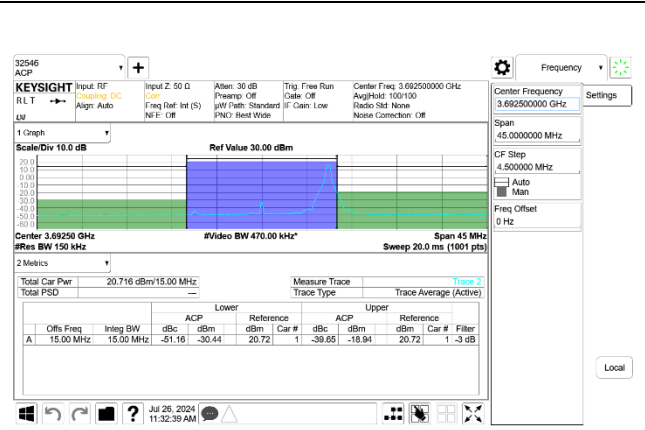 32546
ACP
Frequency
KEYSIGHT
RLT
Input: RF
Coupling: DC
Align: Auto
Input Z: 50 Ω
Corr
Freq Ref: Int (S)
NFE: Off
Atten: 30 dB
Preamp: Off
µW Path: Standard
PNO: Best Wide
Trig: Free Run
Gate: Off
IF Gain: Low
Center Freq: 3.692500000 GHz
Avg|Hold: 100/100
Radio Std: None
Noise Correction: Off
Center Frequency
3.692500000 GHz
Settings
Span
45.0000000 MHz
CF Step
4.500000 MHz
Auto
Man
Freq Offset
0 Hz
1 Graph
Scale/Div 10.0 dB
Ref Value 30.00 dBm
20.0
10.0
0.00
-10.0
-20.0
-30.0
-40.0
-50.0
-60.0
Center 3.69250 GHz
#Video BW 470.00 kHz*
Span 45 MHz
#Res BW 150 kHz
Sweep 20.0 ms (1001 pts)
2 Metrics
Total Car Pwr 20.716 dBm/15.00 MHz
Total PSD ---
Measure Trace Trace 2
Trace Type Trace Average (Active)
Lower Upper
ACP Reference ACP Reference
Offs Freq Integ BW dBc dBm dBm Car # dBc dBm dBm Car # Filter
A 15.00 MHz 15.00 MHz -51.16 -30.44 20.72 1 -39.65 -18.94 20.72 1 -3 dB
Local
Jul 26, 2024
11:32:39 AM